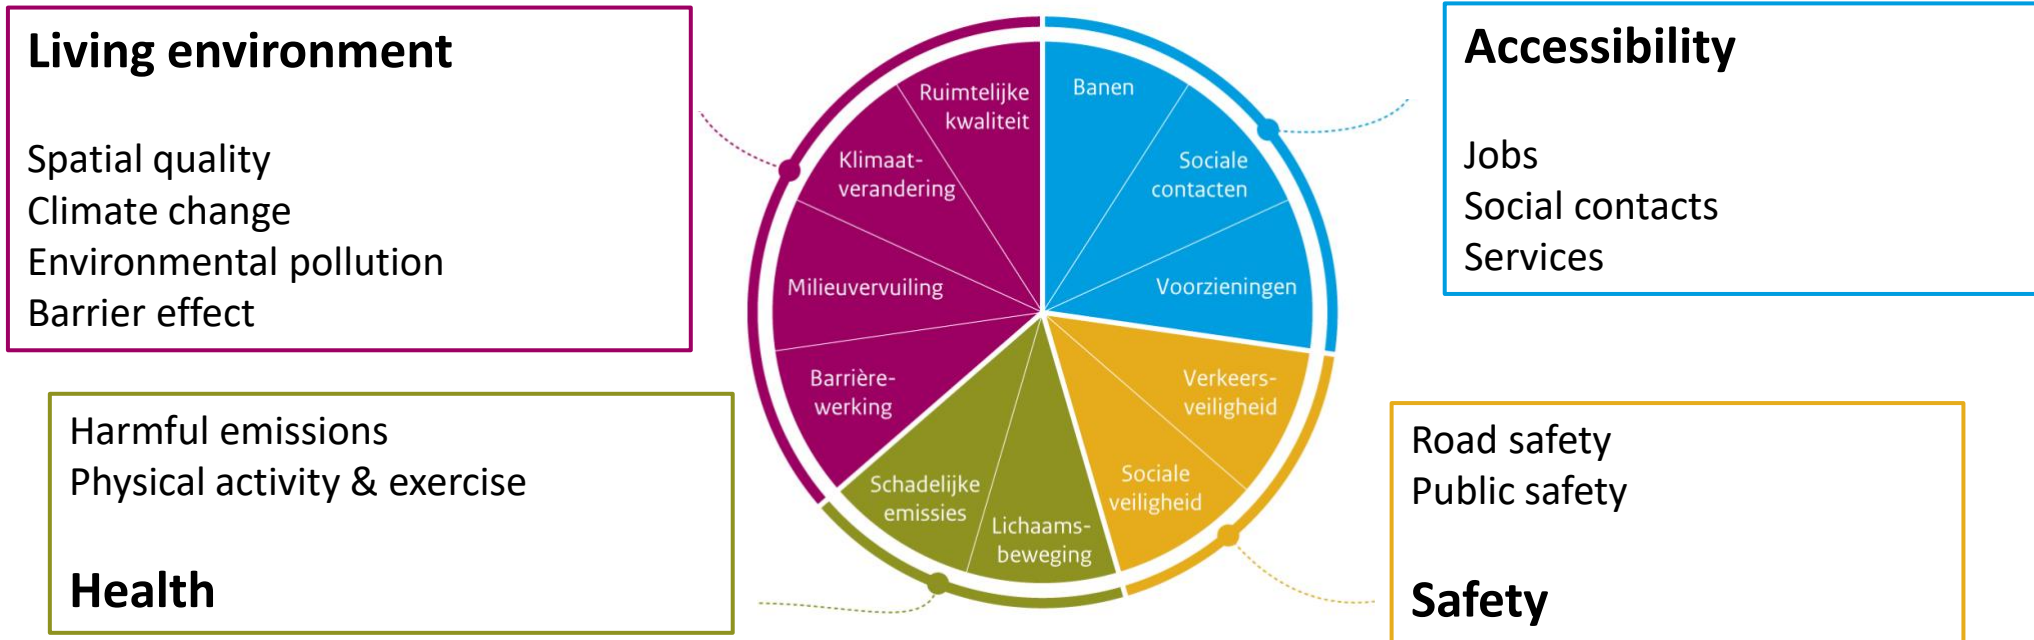 Living environment
Spatial quality
Climate change
Environmental pollution
Barrier effect
Ruimtelijke
kwaliteit
Klimaat-
verandering
Milieuvervuiling
Barrière-
werking
Banen
Sociale
contacten
Voorzieningen
Verkeers-
veiligheid
Sociale
veiligheid
Schadelijke
emissies
Lichaams-
beweging
Accessibility
Jobs
Social contacts
Services
Harmful emissions
Physical activity & exercise
Health
Road safety
Public safety
Safety